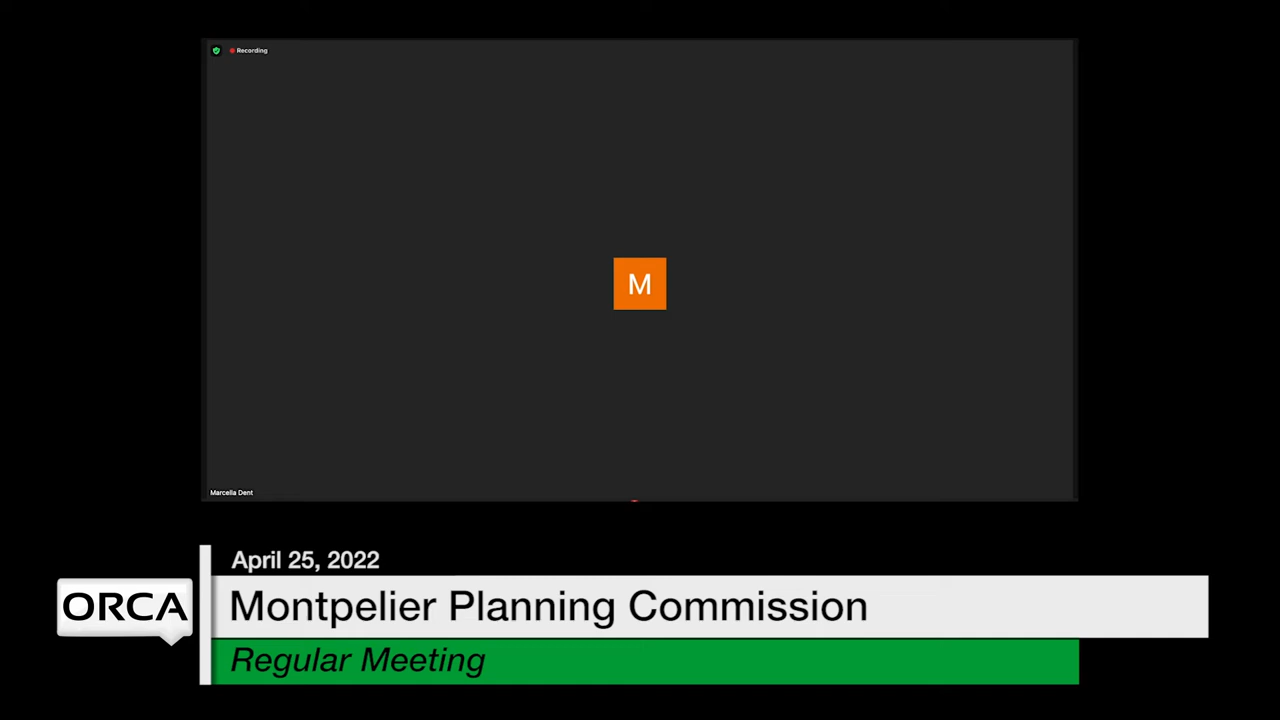 Recording
M
Marcella Dent
April 25, 2022
ORCA
Montpelier Planning Commission
Regular Meeting